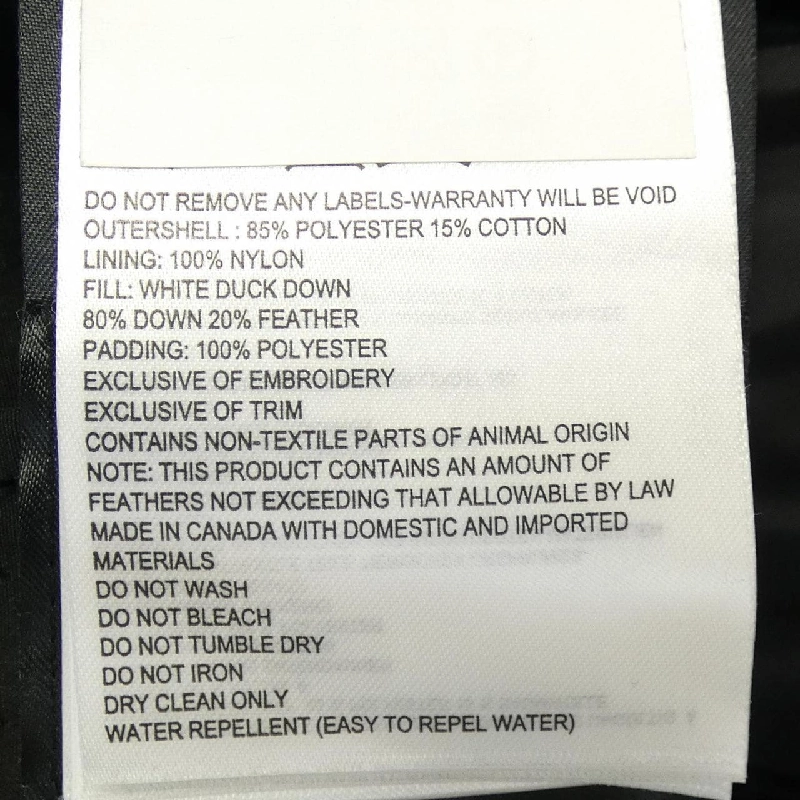 DO NOT REMOVE ANY LABELS-WARRANTY WILL BE VOID
OUTERSHELL : 85% POLYESTER 15% COTTON
LINING: 100% NYLON
FILL: WHITE DUCK DOWN
80% DOWN 20% FEATHER
PADDING: 100% POLYESTER
EXCLUSIVE OF EMBROIDERY
EXCLUSIVE OF TRIM
CONTAINS NON-TEXTILE PARTS OF ANIMAL ORIGIN
NOTE: THIS PRODUCT CONTAINS AN AMOUNT OF
FEATHERS NOT EXCEEDING THAT ALLOWABLE BY LAW
MADE IN CANADA WITH DOMESTIC AND IMPORTED
MATERIALS
DO NOT WASH
DO NOT BLEACH
DO NOT TUMBLE DRY
DO NOT IRON
DRY CLEAN ONLY
WATER REPELLENT (EASY TO REPEL WATER)